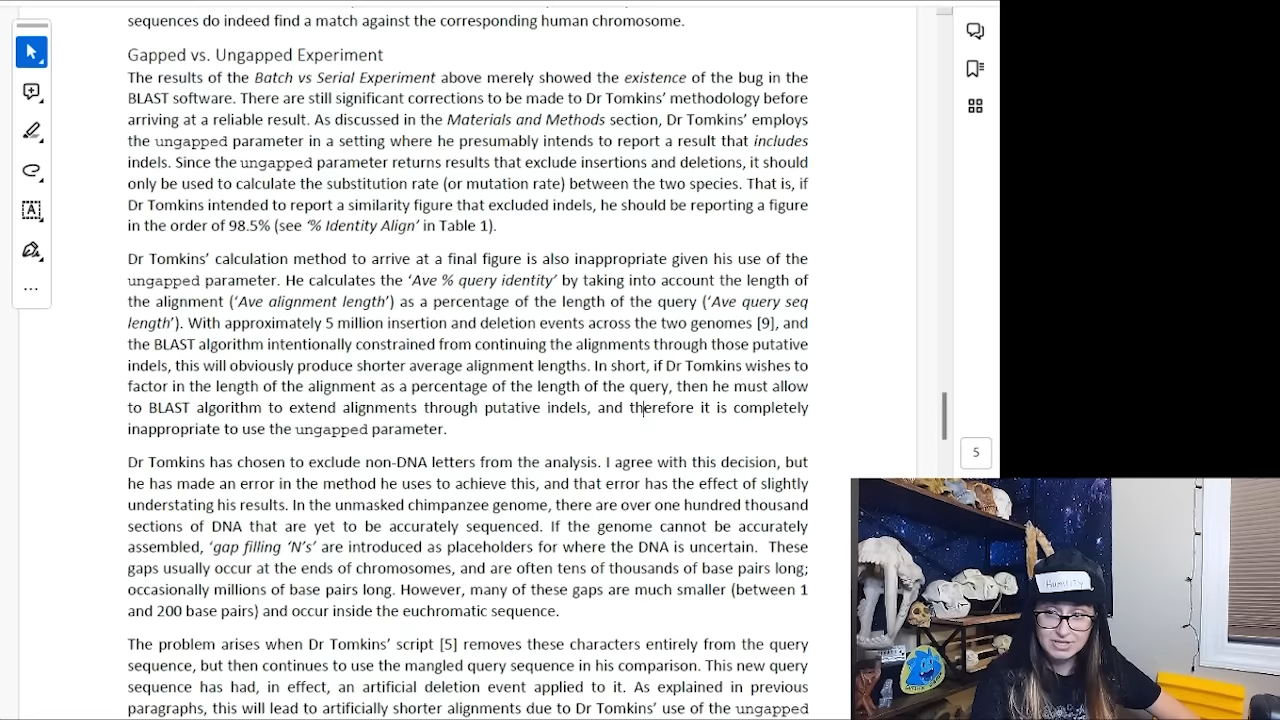 sequences do indeed find a match against the corresponding human chromosome.
Gapped vs. Ungapped Experiment
The results of the Batch vs Serial Experiment above merely showed the existence of the bug in the
BLAST software. There are still significant corrections to be made to Dr Tomkins’ methodology before
arriving at a reliable result. As discussed in the Materials and Methods section, Dr Tomkins’ employs
the ungapped parameter in a setting where he presumably intends to report a result that includes
indels. Since the ungapped parameter returns results that exclude insertions and deletions, it should
only be used to calculate the substitution rate (or mutation rate) between the two species. That is, if
Dr Tomkins intended to report a similarity figure that excluded indels, he should be reporting a figure
in the order of 98.5% (see ‘% Identity Align’ in Table 1).
Dr Tomkins’ calculation method to arrive at a final figure is also inappropriate given his use of the
ungapped parameter. He calculates the ‘Ave % query identity’ by taking into account the length of
the alignment (‘Ave alignment length’) as a percentage of the length of the query (‘Ave query seq
length’). With approximately 5 million insertion and deletion events across the two genomes [9], and
the BLAST algorithm intentionally constrained from continuing the alignments through those putative
indels, this will obviously produce shorter average alignment lengths. In short, if Dr Tomkins wishes to
factor in the length of the alignment as a percentage of the length of the query, then he must allow
to BLAST algorithm to extend alignments through putative indels, and therefore it is completely
inappropriate to use the ungapped parameter.
Dr Tomkins has chosen to exclude non-DNA letters from the analysis. I agree with this decision, but
he has made an error in the method he uses to achieve this, and that error has the effect of slightly
understating his results. In the unmasked chimpanzee genome, there are over one hundred thousand
sections of DNA that are yet to be accurately sequenced. If the genome cannot be accurately
assembled, ‘gap filling ‘N’s’ are introduced as placeholders for where the DNA is uncertain. These
gaps usually occur at the ends of chromosomes, and are often tens of thousands of base pairs long;
occasionally millions of base pairs long. However, many of these gaps are much smaller (between 1
and 200 base pairs) and occur inside the euchromatic sequence.
The problem arises when Dr Tomkins’ script [5] removes these characters entirely from the query
sequence, but then continues to use the mangled query sequence in his comparison. This new query
sequence has had, in effect, an artificial deletion event applied to it. As explained in previous
paragraphs, this will lead to artificially shorter alignments due to Dr Tomkins’ use of the ungapped
5
Humility